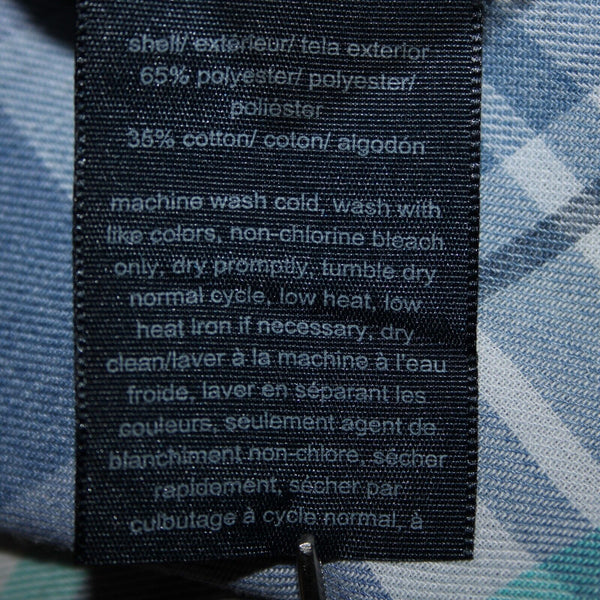 shell/ exterieur/ tela exterior
65% polyester/ polyester/
poliéster
35% cotton/ coton/ algodón
machine wash cold, wash with
like colors, non-chlorine bleach
only, dry promptly, tumble dry
normal cycle, low heat, low
heat iron if necessary, dry
clean/laver à la machine à l'eau
froide, laver en séparant les
couleurs, seulement agent de
blanchiment non-chlore, sécher
rapidement, sécher par
culbutage à cycle normal, à